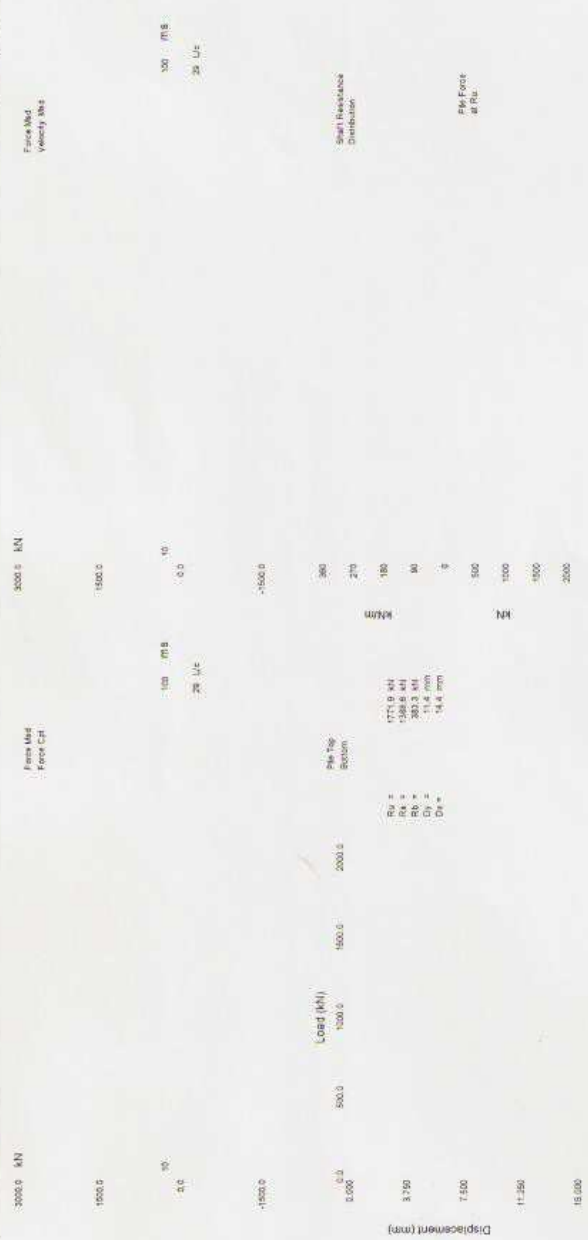 3000.0 kN
Force Msd
Force Cpt
1500.0
10
100 ms
0.0
29 L/c
-1500.0
3000.0 kN
Force Msd
Velocity Msd
1500.0
10
100 ms
0.0
29 L/c
-1500.0
Load (kN)
0.0 500.0 1000.0 1500.0 2000.0
Pile Top
Bottom
Displacement (mm)
0.000
3.750
7.500
11.250
15.000
Ru = 1771.9 kN
Rs = 1388.6 kN
Rb = 383.3 kN
Dy = 11.4 mm
Dx = 14.4 mm
360
270
180
90
0
kN/m
Shaft Resistance
Distribution
500
1000
1500
2000
kN
Pile Force
at Ru